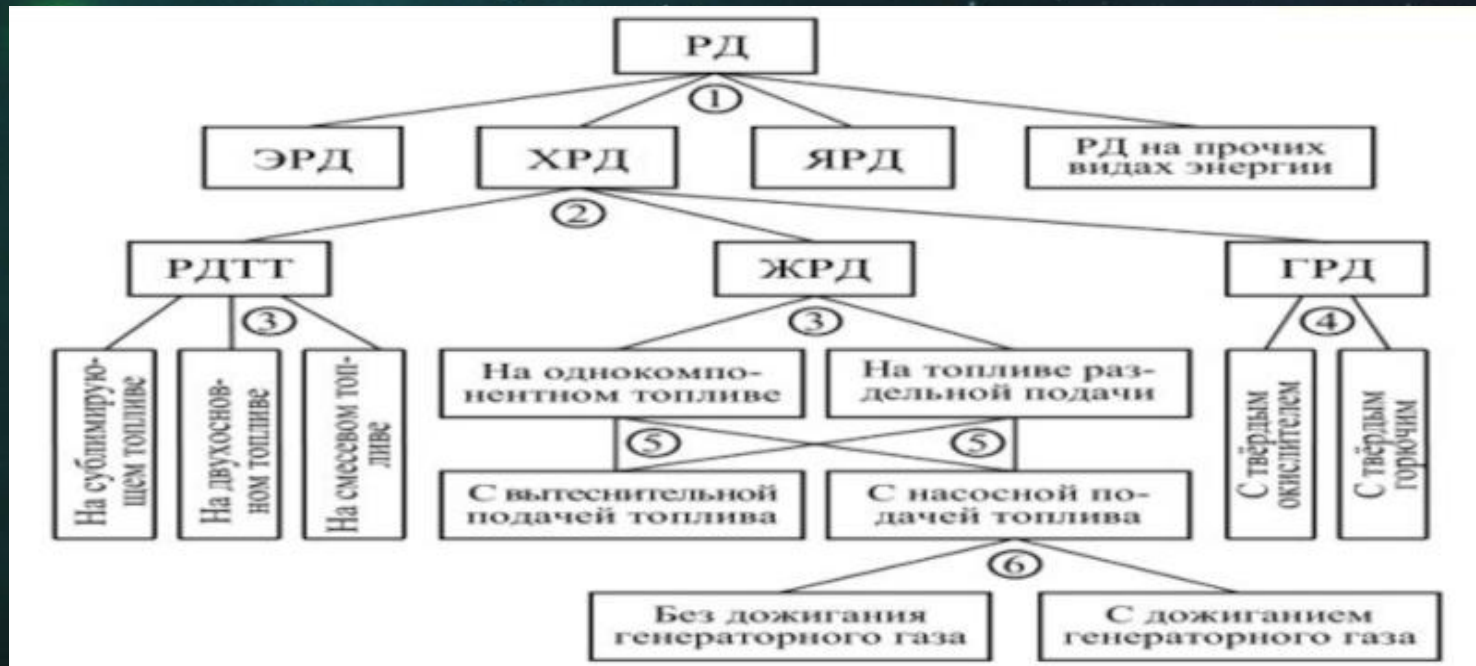 РД
①
ЭРД
ХРД
ЯРД
РД на прочих
видах энергии
②
РДТТ
ЖРД
ГРД
③
③
④
На сублимирую-
щем топливе
На двухоснов-
ном топливе
На смесевом топ-
ливе
На однокомпо-
нентном топливе
На топливе раз-
дельной подачи
С твёрдым
окислителем
С твёрдым
горючим
⑤
⑤
С вытеснительной
подачей топлива
С насосной по-
дачей топлива
⑥
Без дожигания
генераторного газа
С дожиганием
генераторного газа